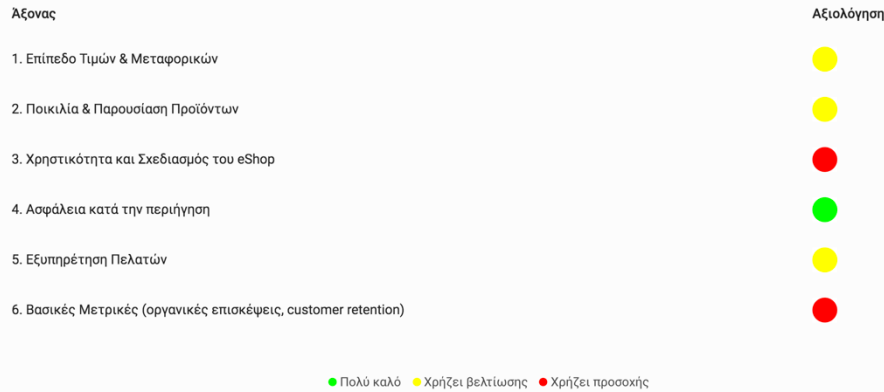 Άξονας Αξιολόγηση
1. Επίπεδο Τιμών & Μεταφορικών
2. Ποικιλία & Παρουσίαση Προϊόντων
3. Χρηστικότητα και Σχεδιασμός του eShop
4. Ασφάλεια κατά την περιήγηση
5. Εξυπηρέτηση Πελατών
6. Βασικές Μετρικές (οργανικές επισκέψεις, customer retention)
Πολύ καλό Χρήζει βελτίωσης Χρήζει προσοχής